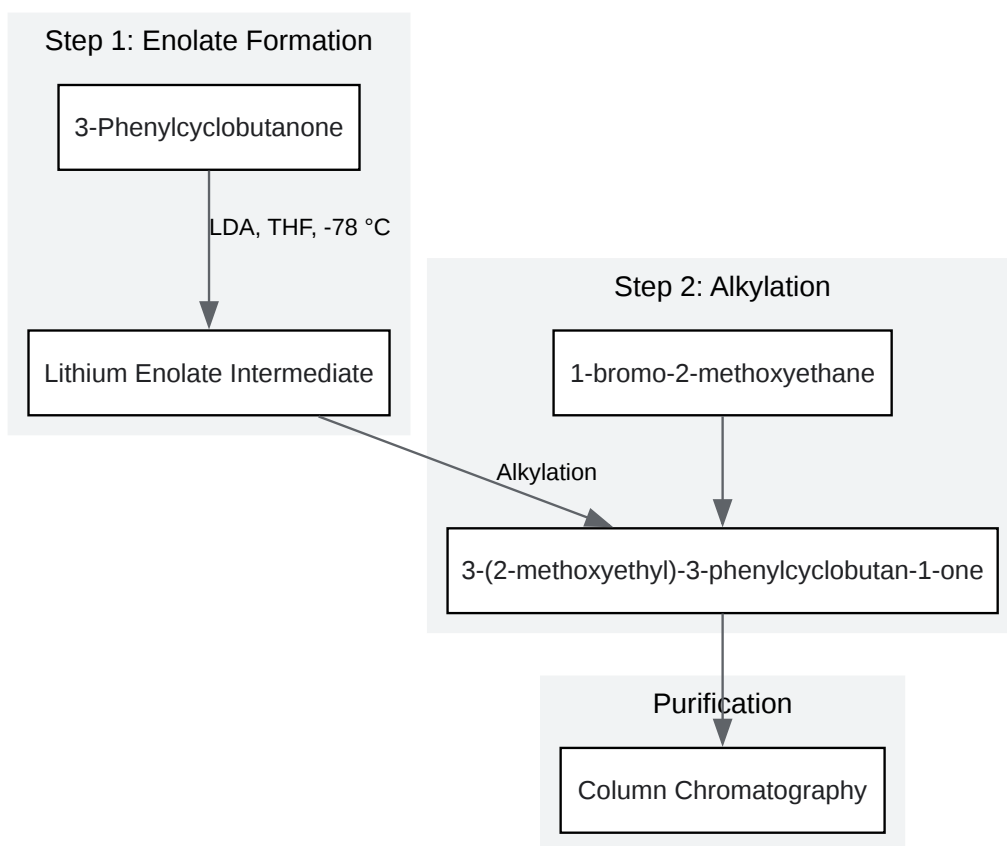 Step 1: Enolate Formation
3-Phenylcyclobutanone
LDA, THF, -78 °C
Lithium Enolate Intermediate
Step 2: Alkylation
1-bromo-2-methoxyethane
Alkylation
3-(2-methoxyethyl)-3-phenylcyclobutan-1-one
Purification
Column Chromatography